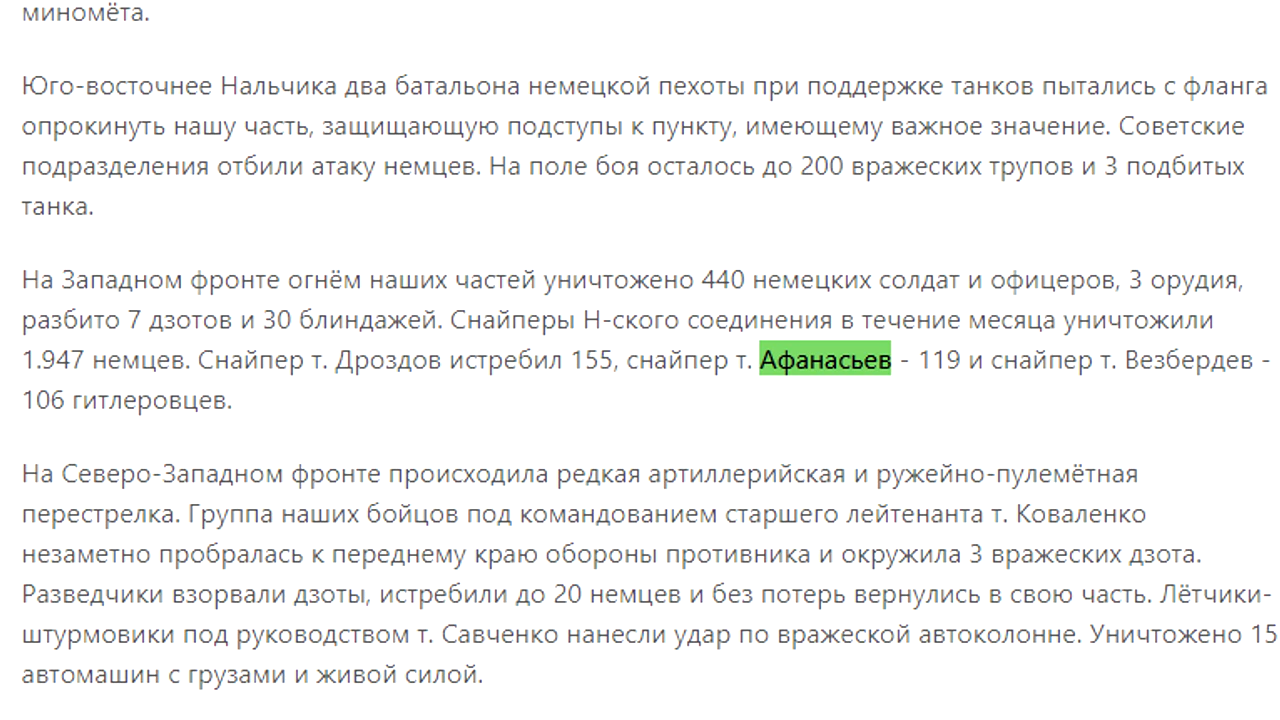 миномёта.
Юго-восточнее Нальчика два батальона немецкой пехоты при поддержке танков пытались с фланга
опрокинуть нашу часть, защищающую подступы к пункту, имеющему важное значение. Советские
подразделения отбили атаку немцев. На поле боя осталось до 200 вражеских трупов и 3 подбитых
танка.
На Западном фронте огнём наших частей уничтожено 440 немецких солдат и офицеров, 3 орудия,
разбито 7 дзотов и 30 блиндажей. Снайперы Н-ского соединения в течение месяца уничтожили
1.947 немцев. Снайпер т. Дроздов истребил 155, снайпер т. Афанасьев - 119 и снайпер т. Везбердев -
106 гитлеровцев.
На Северо-Западном фронте происходила редкая артиллерийская и ружейно-пулемётная
перестрелка. Группа наших бойцов под командованием старшего лейтенанта т. Коваленко
незаметно пробралась к переднему краю обороны противника и окружила 3 вражеских дзота.
Разведчики взорвали дзоты, истребили до 20 немцев и без потерь вернулись в свою часть. Лётчики-
штурмовики под руководством т. Савченко нанесли удар по вражеской автоколонне. Уничтожено 15
автомашин с грузами и живой силой.